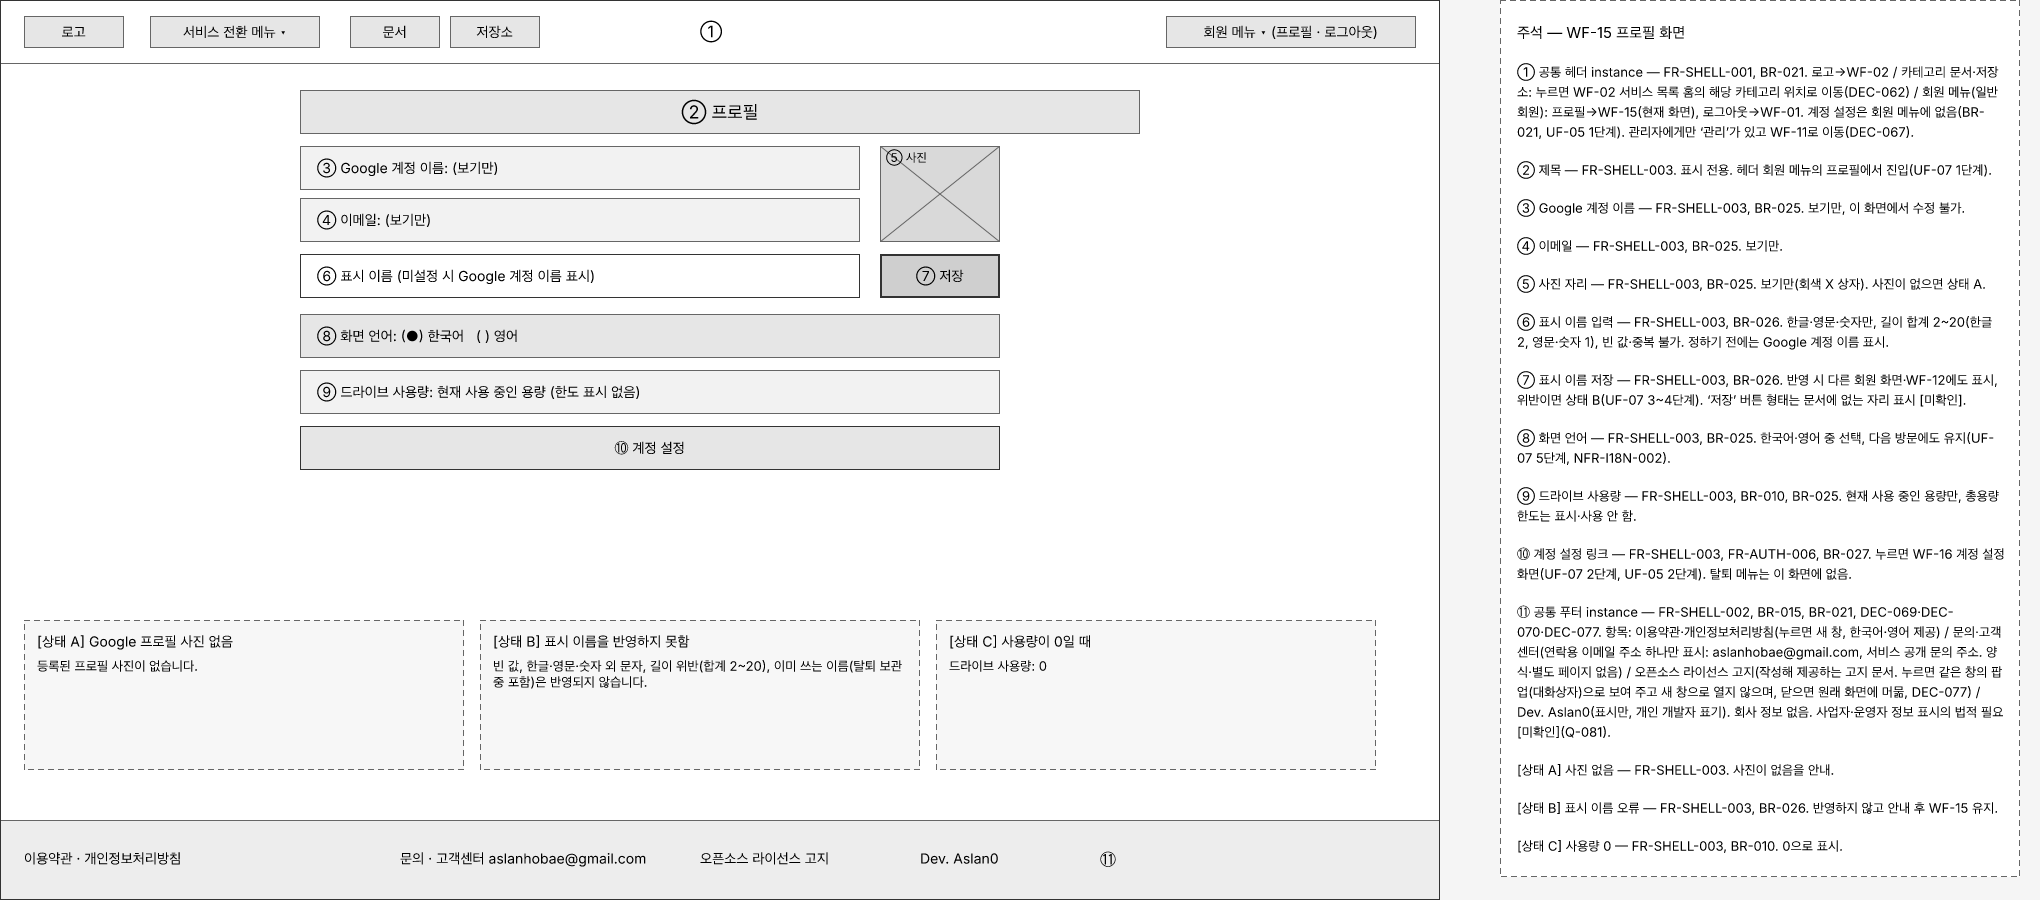 로고
서비스 전환 메뉴 ▾
문서
저장소
①
회원 메뉴 ▾ (프로필 · 로그아웃)
② 프로필
③ Google 계정 이름: (보기만)
⑤ 사진
④ 이메일: (보기만)
⑥ 표시 이름 (미설정 시 Google 계정 이름 표시)
⑦ 저장
⑧ 화면 언어: (●) 한국어 ( ) 영어
⑨ 드라이브 사용량: 현재 사용 중인 용량 (한도 표시 없음)
⑩ 계정 설정
[상태 A] Google 프로필 사진 없음
등록된 프로필 사진이 없습니다.
[상태 B] 표시 이름을 반영하지 못함
빈 값, 한글·영문·숫자 외 문자, 길이 위반(합계 2~20), 이미 쓰는 이름(탈퇴 보관
중 포함)은 반영되지 않습니다.
[상태 C] 사용량이 0일 때
드라이브 사용량: 0
이용약관 · 개인정보처리방침
문의 · 고객센터 aslanhobae@gmail.com
오픈소스 라이선스 고지
Dev. Aslan0
⑪
주석 — WF-15 프로필 화면
① 공통 헤더 instance — FR-SHELL-001, BR-021. 로고→WF-02 / 카테고리 문서·저장
소: 누르면 WF-02 서비스 목록 홈의 해당 카테고리 위치로 이동(DEC-062) / 회원 메뉴(일반
회원): 프로필→WF-15(현재 화면), 로그아웃→WF-01. 계정 설정은 회원 메뉴에 없음(BR-
021, UF-05 1단계). 관리자에게만 ‘관리’가 있고 WF-11로 이동(DEC-067).
② 제목 — FR-SHELL-003. 표시 전용. 헤더 회원 메뉴의 프로필에서 진입(UF-07 1단계).
③ Google 계정 이름 — FR-SHELL-003, BR-025. 보기만, 이 화면에서 수정 불가.
④ 이메일 — FR-SHELL-003, BR-025. 보기만.
⑤ 사진 자리 — FR-SHELL-003, BR-025. 보기만(회색 X 상자). 사진이 없으면 상태 A.
⑥ 표시 이름 입력 — FR-SHELL-003, BR-026. 한글·영문·숫자만, 길이 합계 2~20(한글
2, 영문·숫자 1), 빈 값·중복 불가. 정하기 전에는 Google 계정 이름 표시.
⑦ 표시 이름 저장 — FR-SHELL-003, BR-026. 반영 시 다른 회원 화면·WF-12에도 표시,
위반이면 상태 B(UF-07 3~4단계). ‘저장’ 버튼 형태는 문서에 없는 자리 표시 [미확인].
⑧ 화면 언어 — FR-SHELL-003, BR-025. 한국어·영어 중 선택, 다음 방문에도 유지(UF-
07 5단계, NFR-I18N-002).
⑨ 드라이브 사용량 — FR-SHELL-003, BR-010, BR-025. 현재 사용 중인 용량만, 총용량
한도는 표시·사용 안 함.
⑩ 계정 설정 링크 — FR-SHELL-003, FR-AUTH-006, BR-027. 누르면 WF-16 계정 설정
화면(UF-07 2단계, UF-05 2단계). 탈퇴 메뉴는 이 화면에 없음.
⑪ 공통 푸터 instance — FR-SHELL-002, BR-015, BR-021, DEC-069·DEC-
070·DEC-077. 항목: 이용약관·개인정보처리방침(누르면 새 창, 한국어·영어 제공) / 문의·고객
센터(연락용 이메일 주소 하나만 표시: aslanhobae@gmail.com, 서비스 공개 문의 주소. 양
식·별도 페이지 없음) / 오픈소스 라이선스 고지(작성해 제공하는 고지 문서. 누르면 같은 창의 팝
업(대화상자)으로 보여 주고 새 창으로 열지 않으며, 닫으면 원래 화면에 머묾, DEC-077) /
Dev. Aslan0(표시만, 개인 개발자 표기). 회사 정보 없음. 사업자·운영자 정보 표시의 법적 필요
[미확인](Q-081).
[상태 A] 사진 없음 — FR-SHELL-003. 사진이 없음을 안내.
[상태 B] 표시 이름 오류 — FR-SHELL-003, BR-026. 반영하지 않고 안내 후 WF-15 유지.
[상태 C] 사용량 0 — FR-SHELL-003, BR-010. 0으로 표시.